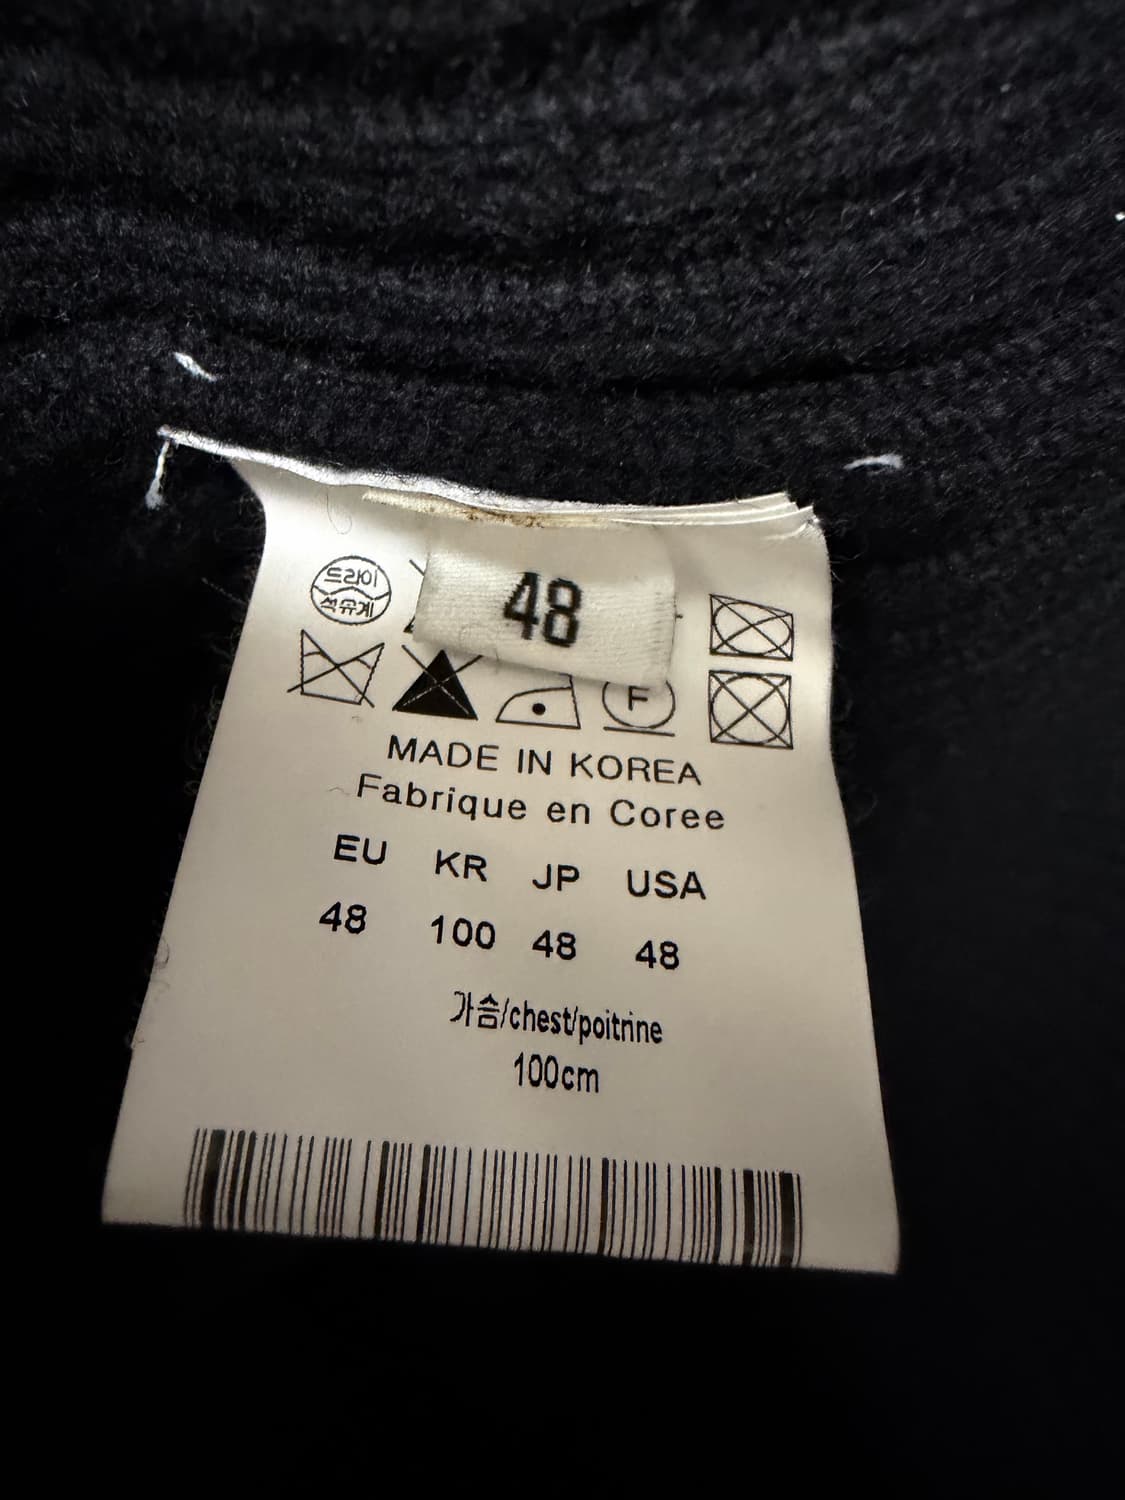 48
드라이
석유계
F
MADE IN KOREA
Fabrique en Coree
EU KR JP USA
48 100 48 48
가슴/chest/poitrine
100cm